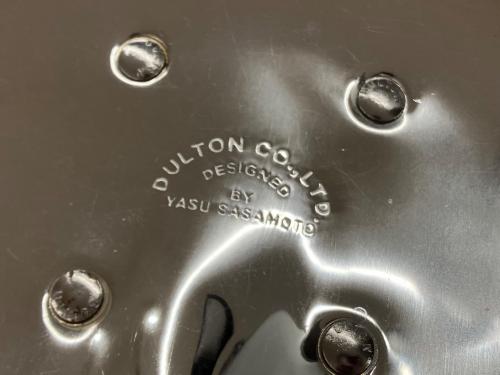 DULTON CO.,LTD.
DESIGNED
BY
YASU SASAMOTO